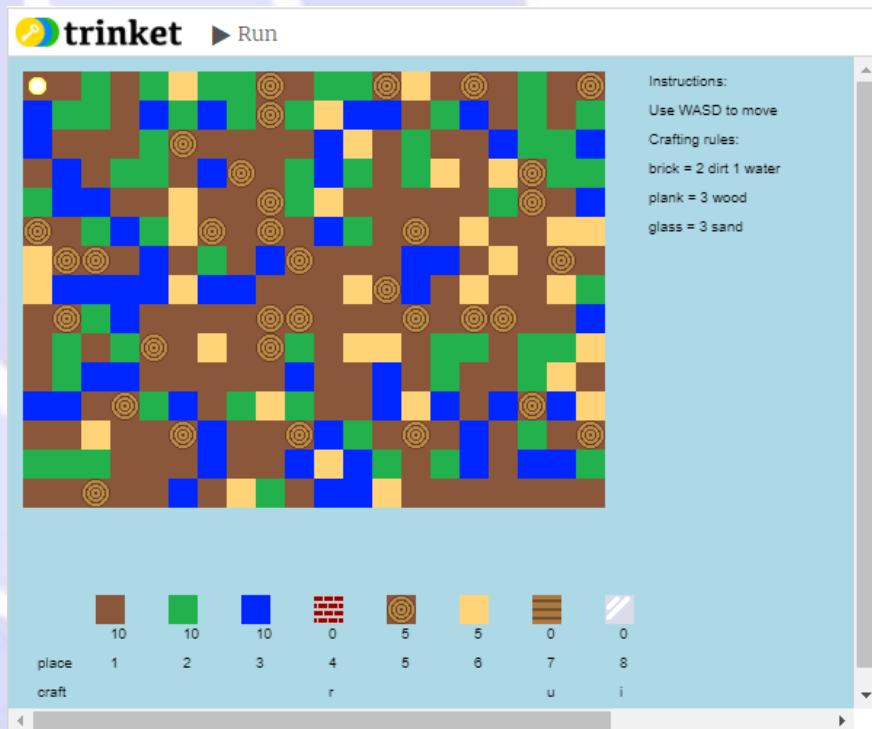 trinket Run
Instructions:
Use WASD to move
Crafting rules:
brick = 2 dirt 1 water
plank = 3 wood
glass = 3 sand
10 10 10 0 5 5 0 0
place 1 2 3 4 5 6 7 8
craft r u i